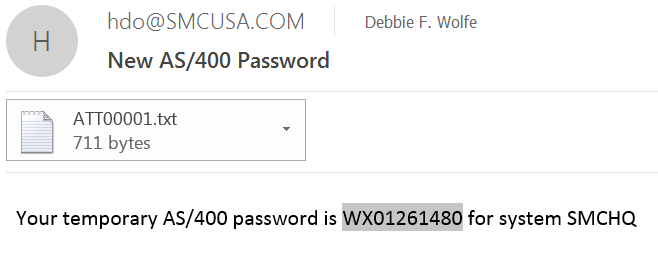 H
hdo@SMCUSA.COM
Debbie F. Wolfe
New AS/400 Password
ATT00001.txt
711 bytes
Your temporary AS/400 password is WX01261480 for system SMCHQ